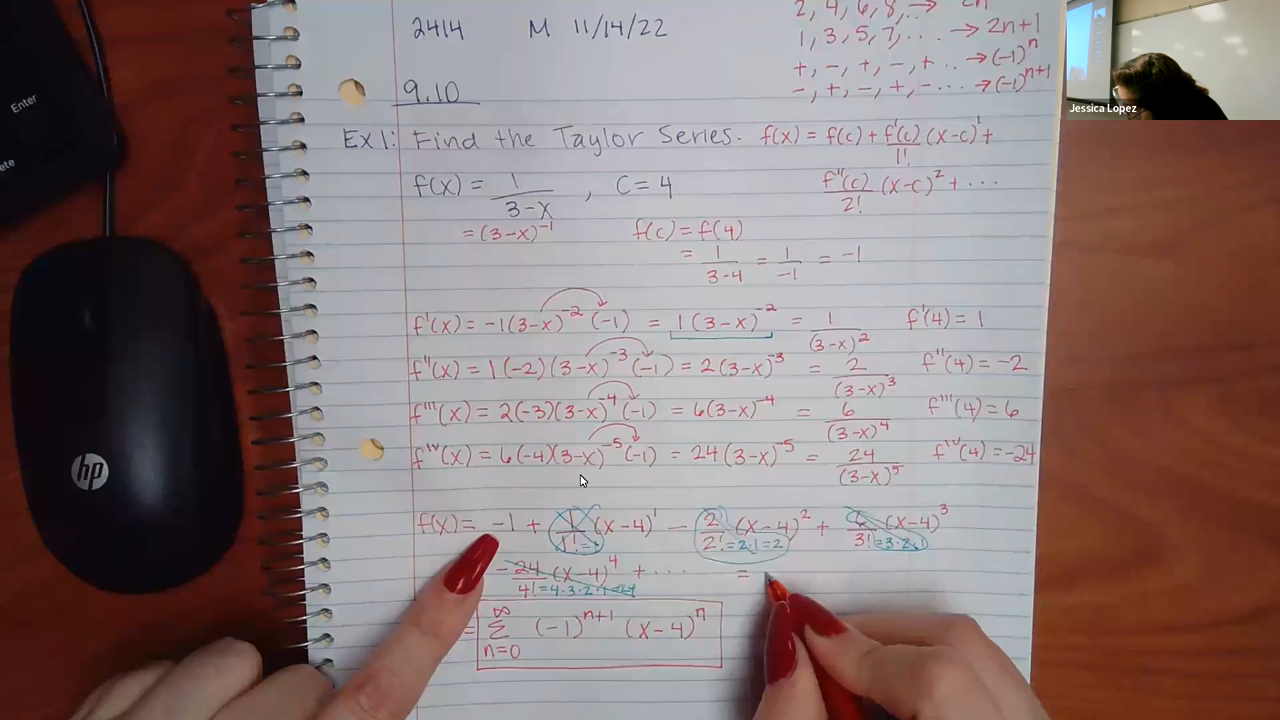 2414 M 11/14/22
2, 4, 6, 8, .. → 2n
1, 3, 5, 7, ... → 2n+1
+, -, +, -, + .. → (-1)^n
-, +, -, +, - ... → (-1)^{n+1}
Jessica Lopez
Enter
hp
9.10
Ex 1: Find the Taylor Series. f(x) = f(c) + f'(c)/1! (x-c)^1 +
f(x) = 1/(3-x) , C = 4 f''(c)/2! (x-c)^2 + ...
= (3-x)^{-1} f(c) = f(4)
= 1/(3-4) = 1/-1 = -1
f'(x) = -1(3-x)^{-2}(-1) = 1(3-x)^{-2} = 1/(3-x)^2 f'(4) = 1
f''(x) = 1(-2)(3-x)^{-3}(-1) = 2(3-x)^{-3} = 2/(3-x)^3 f''(4) = -2
f'''(x) = 2(-3)(3-x)^{-4}(-1) = 6(3-x)^{-4} = 6/(3-x)^4 f'''(4) = 6
f^{IV}(x) = 6(-4)(3-x)^{-5}(-1) = 24(3-x)^{-5} = 24/(3-x)^5 f^{IV}(4) = -24
f(x) = -1 + 1/1! (x-4)^1 - 2/2! =2·1=2 (x-4)^2 + 6/3! =3·2·1 (x-4)^3
- 24/4! =4·3·2·1=24 (x-4)^4 + ... =
= ∞Σn=0 (-1)^{n+1} (x-4)^n